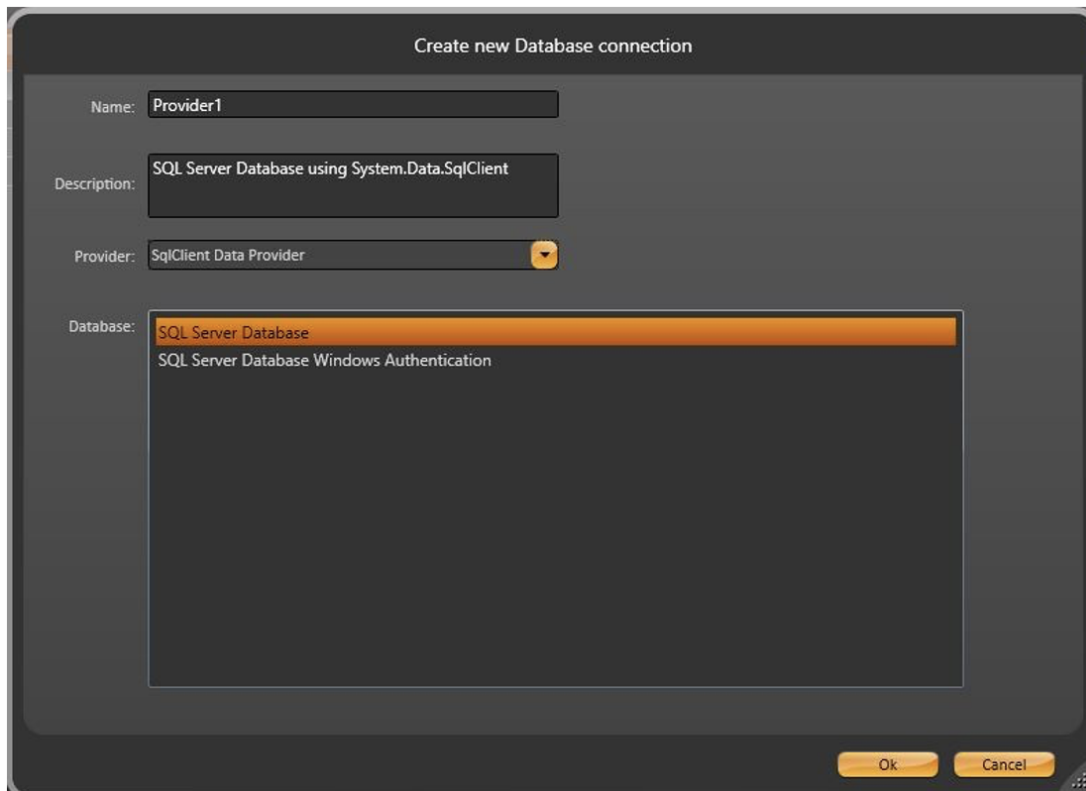 Create new Database connection
Name: Provider1
Description: SQL Server Database using System.Data.SqlClient
Provider: SqlClient Data Provider
Database: SQL Server Database
SQL Server Database Windows Authentication
Ok Cancel